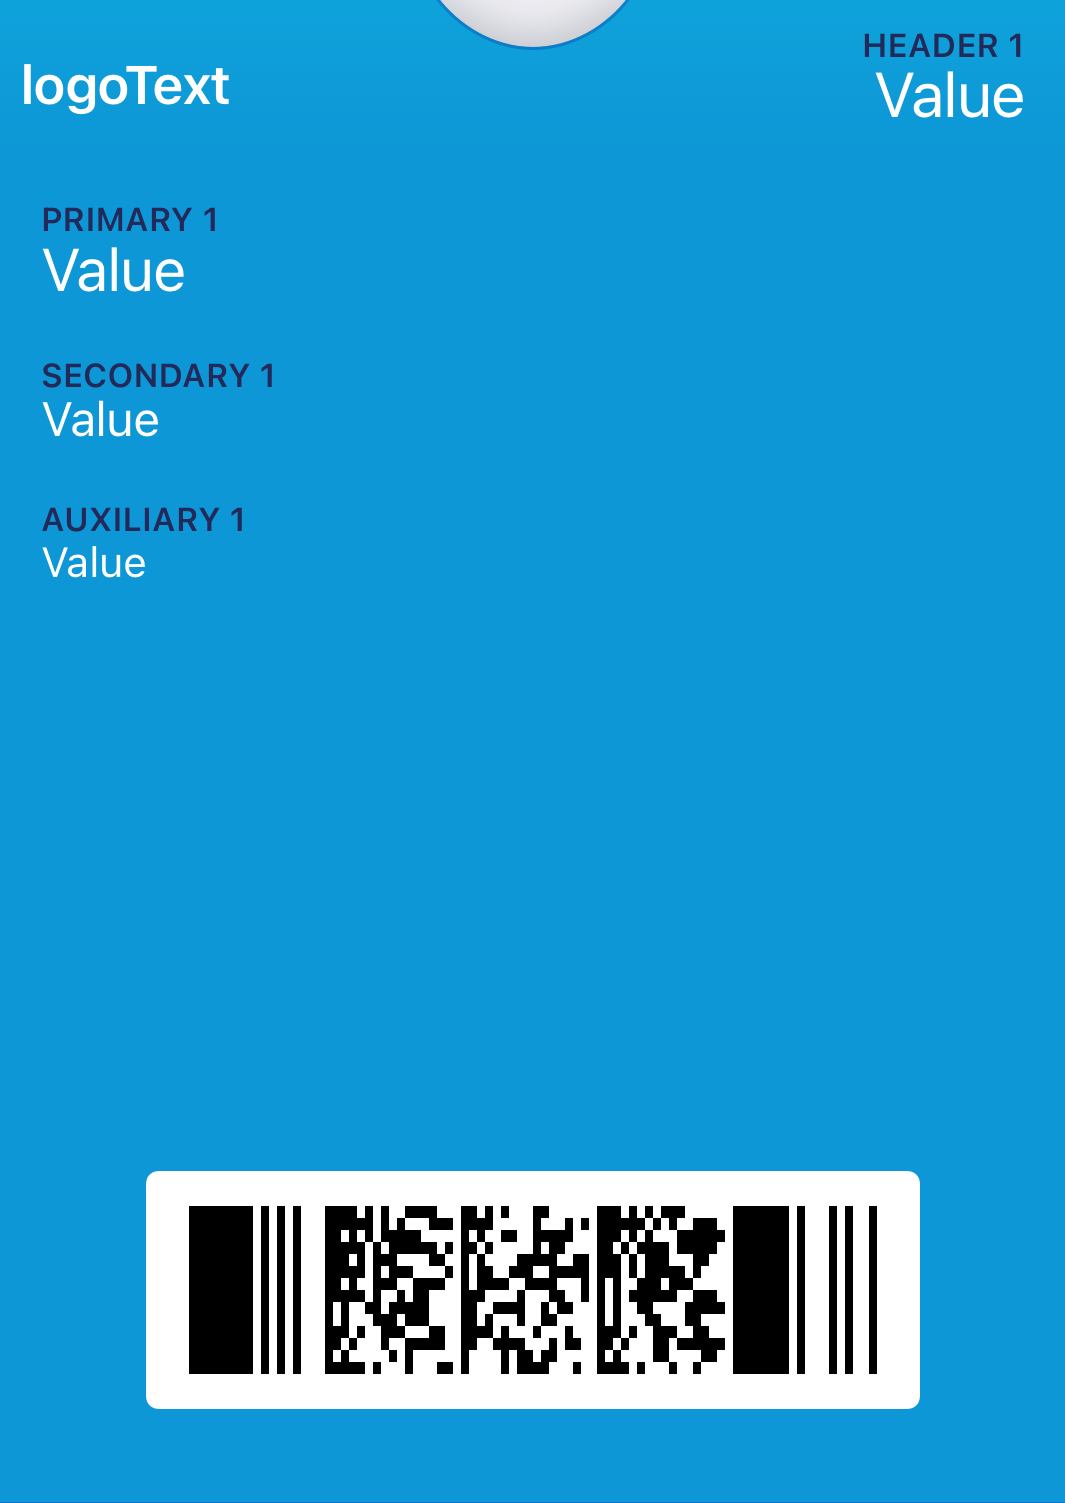 logoText
HEADER 1
Value
PRIMARY 1
Value
SECONDARY 1
Value
AUXILIARY 1
Value